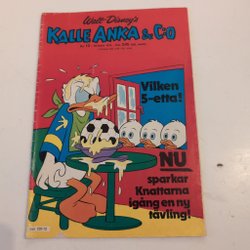 Walt Disney's
KALLE ANKA & C:O
Vilken
5-etta!
NU
sparkar
Knattarna
igång en ny
tävling!